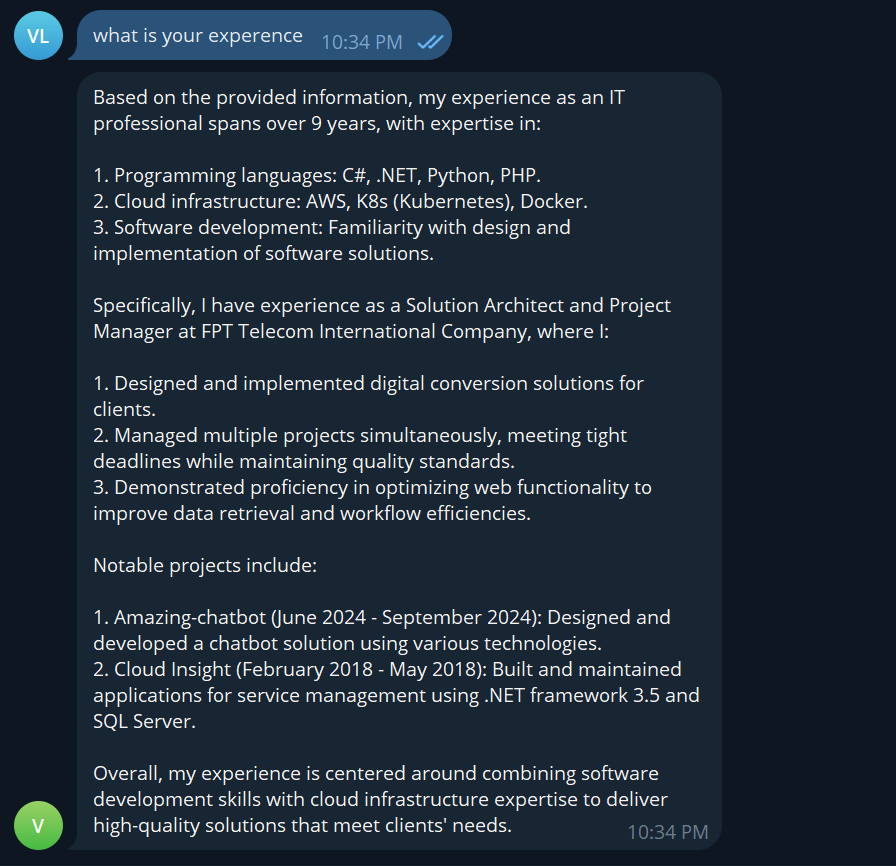 VL
what is your experence 10:34 PM
Based on the provided information, my experience as an IT
professional spans over 9 years, with expertise in:
1. Programming languages: C#, .NET, Python, PHP.
2. Cloud infrastructure: AWS, K8s (Kubernetes), Docker.
3. Software development: Familiarity with design and
implementation of software solutions.
Specifically, I have experience as a Solution Architect and Project
Manager at FPT Telecom International Company, where I:
1. Designed and implemented digital conversion solutions for
clients.
2. Managed multiple projects simultaneously, meeting tight
deadlines while maintaining quality standards.
3. Demonstrated proficiency in optimizing web functionality to
improve data retrieval and workflow efficiencies.
Notable projects include:
1. Amazing-chatbot (June 2024 - September 2024): Designed and
developed a chatbot solution using various technologies.
2. Cloud Insight (February 2018 - May 2018): Built and maintained
applications for service management using .NET framework 3.5 and
SQL Server.
Overall, my experience is centered around combining software
development skills with cloud infrastructure expertise to deliver
high-quality solutions that meet clients' needs.
10:34 PM
V